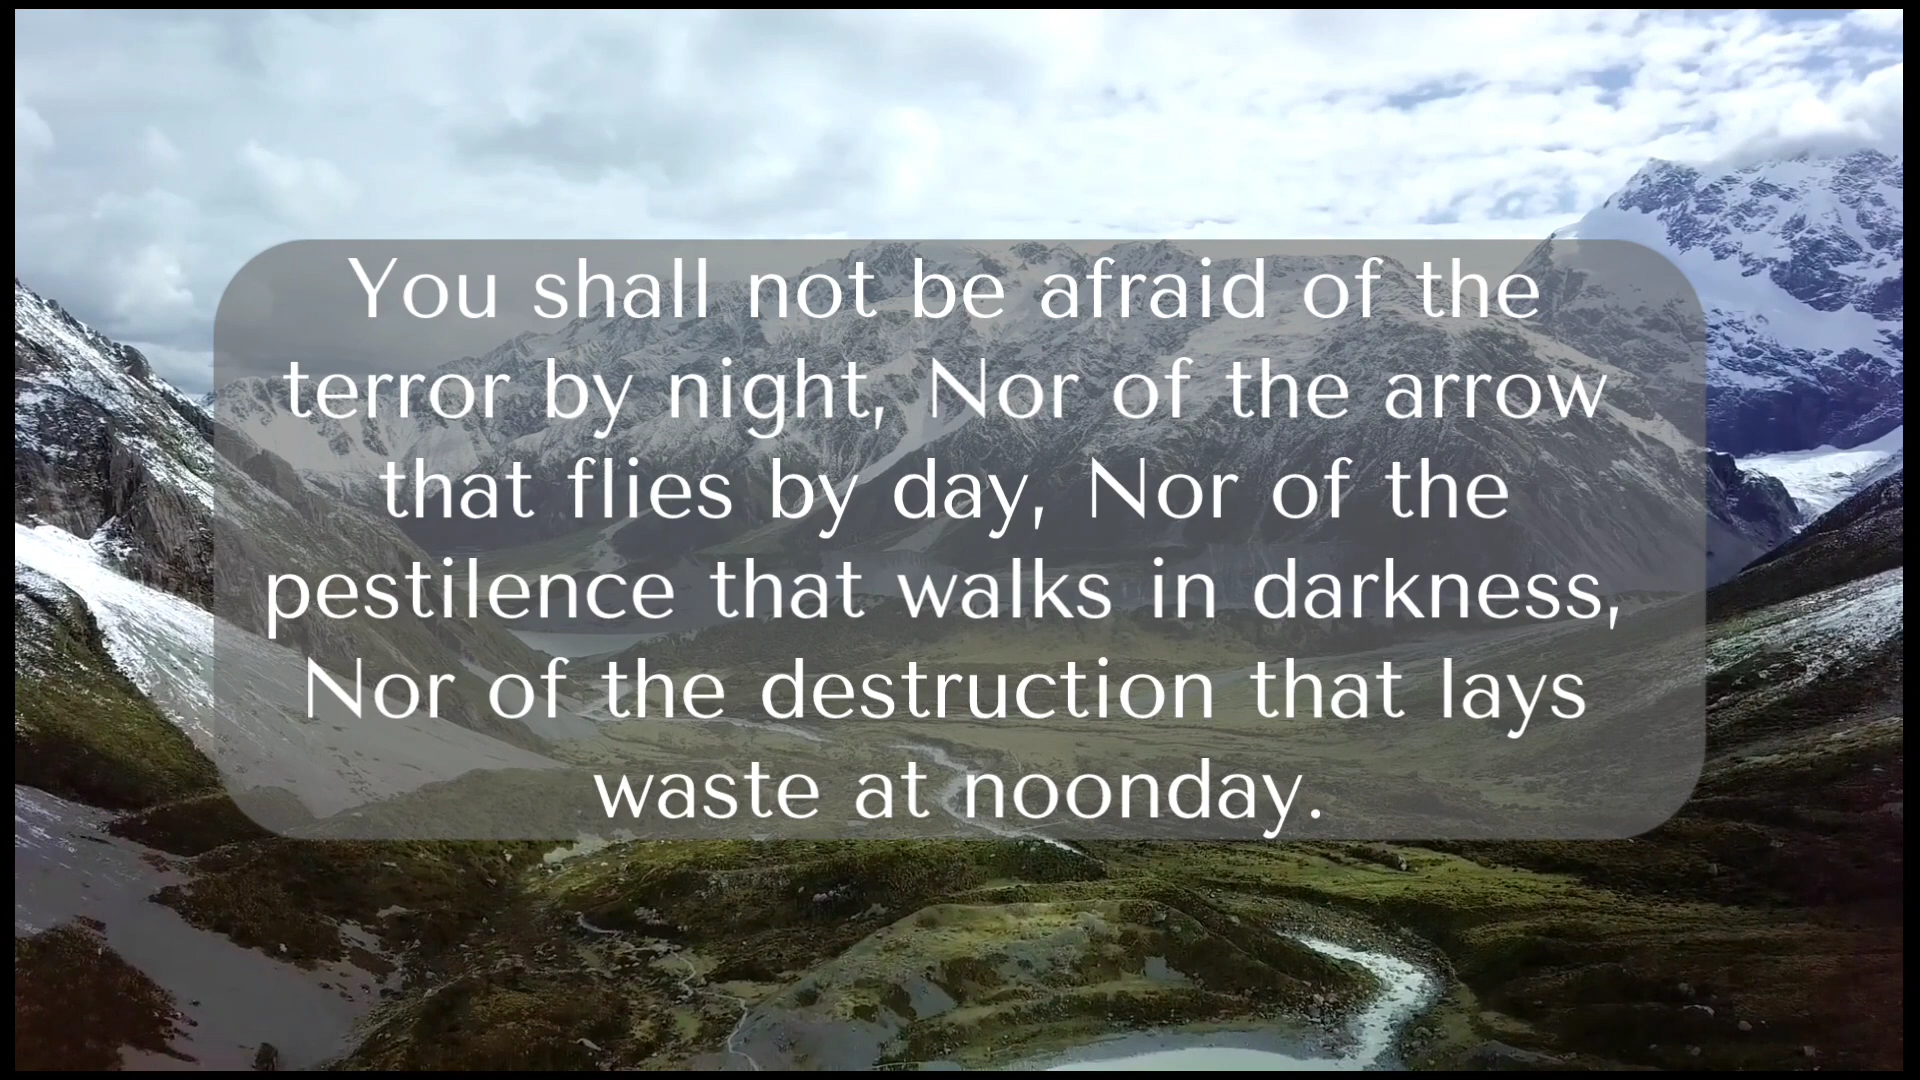 You shall not be afraid of the
terror by night, Nor of the arrow
that flies by day, Nor of the
pestilence that walks in darkness,
Nor of the destruction that lays
waste at noonday.